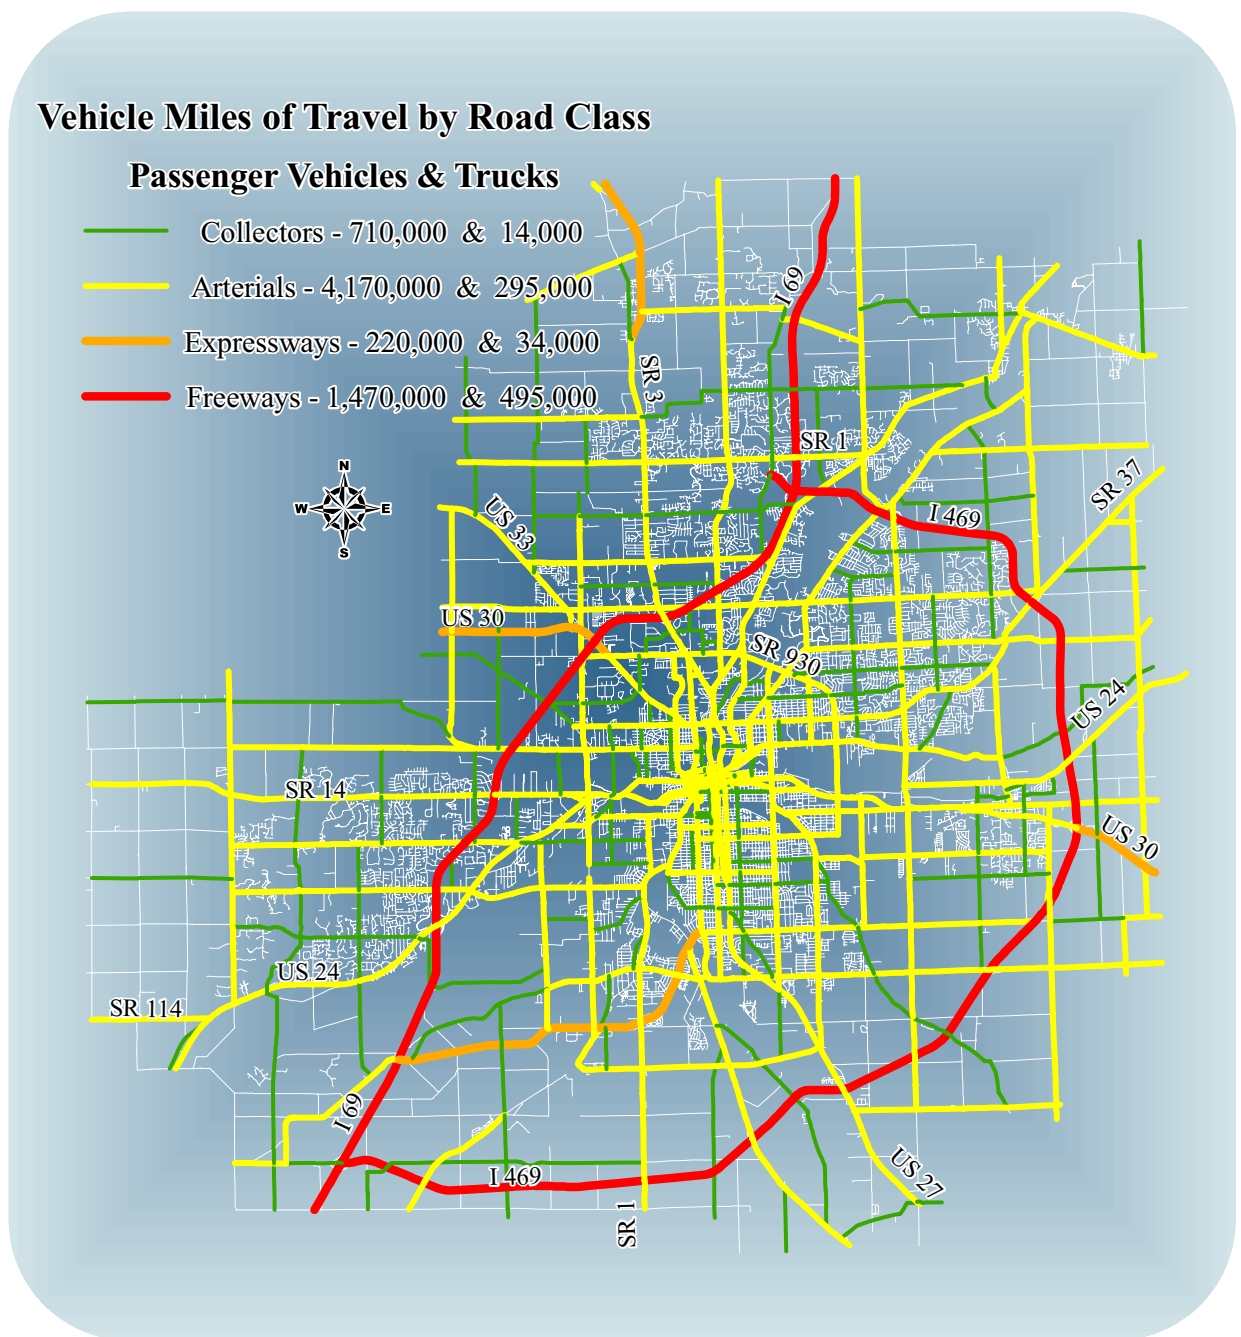 Vehicle Miles of Travel by Road Class
Passenger Vehicles & Trucks
Collectors - 710,000 & 14,000
Arterials - 4,170,000 & 295,000
Expressways - 220,000 & 34,000
Freeways - 1,470,000 & 495,000
I 69
SR 3
SR 1
N
W E
S
SR 37
US 33
I 469
US 30
SR 930
US 24
SR 14
US 30
US 24
SR 114
I 69
I 469
US 27
SR 1